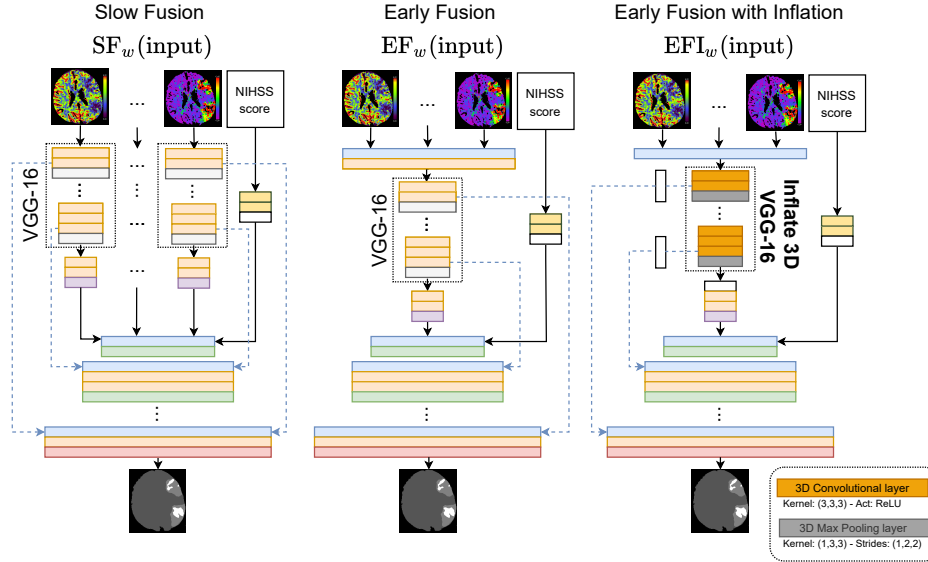 Slow Fusion
SF_w(input)
NIHSS
score
...
...
VGG-16
...
...
...
...
...
Early Fusion
EF_w(input)
NIHSS
score
...
VGG-16
...
...
Early Fusion with Inflation
EFI_w(input)
NIHSS
score
...
Inflate 3D
VGG-16
...
...
3D Convolutional layer
Kernel: (3,3,3) - Act: ReLU
3D Max Pooling layer
Kernel: (1,3,3) - Strides: (1,2,2)